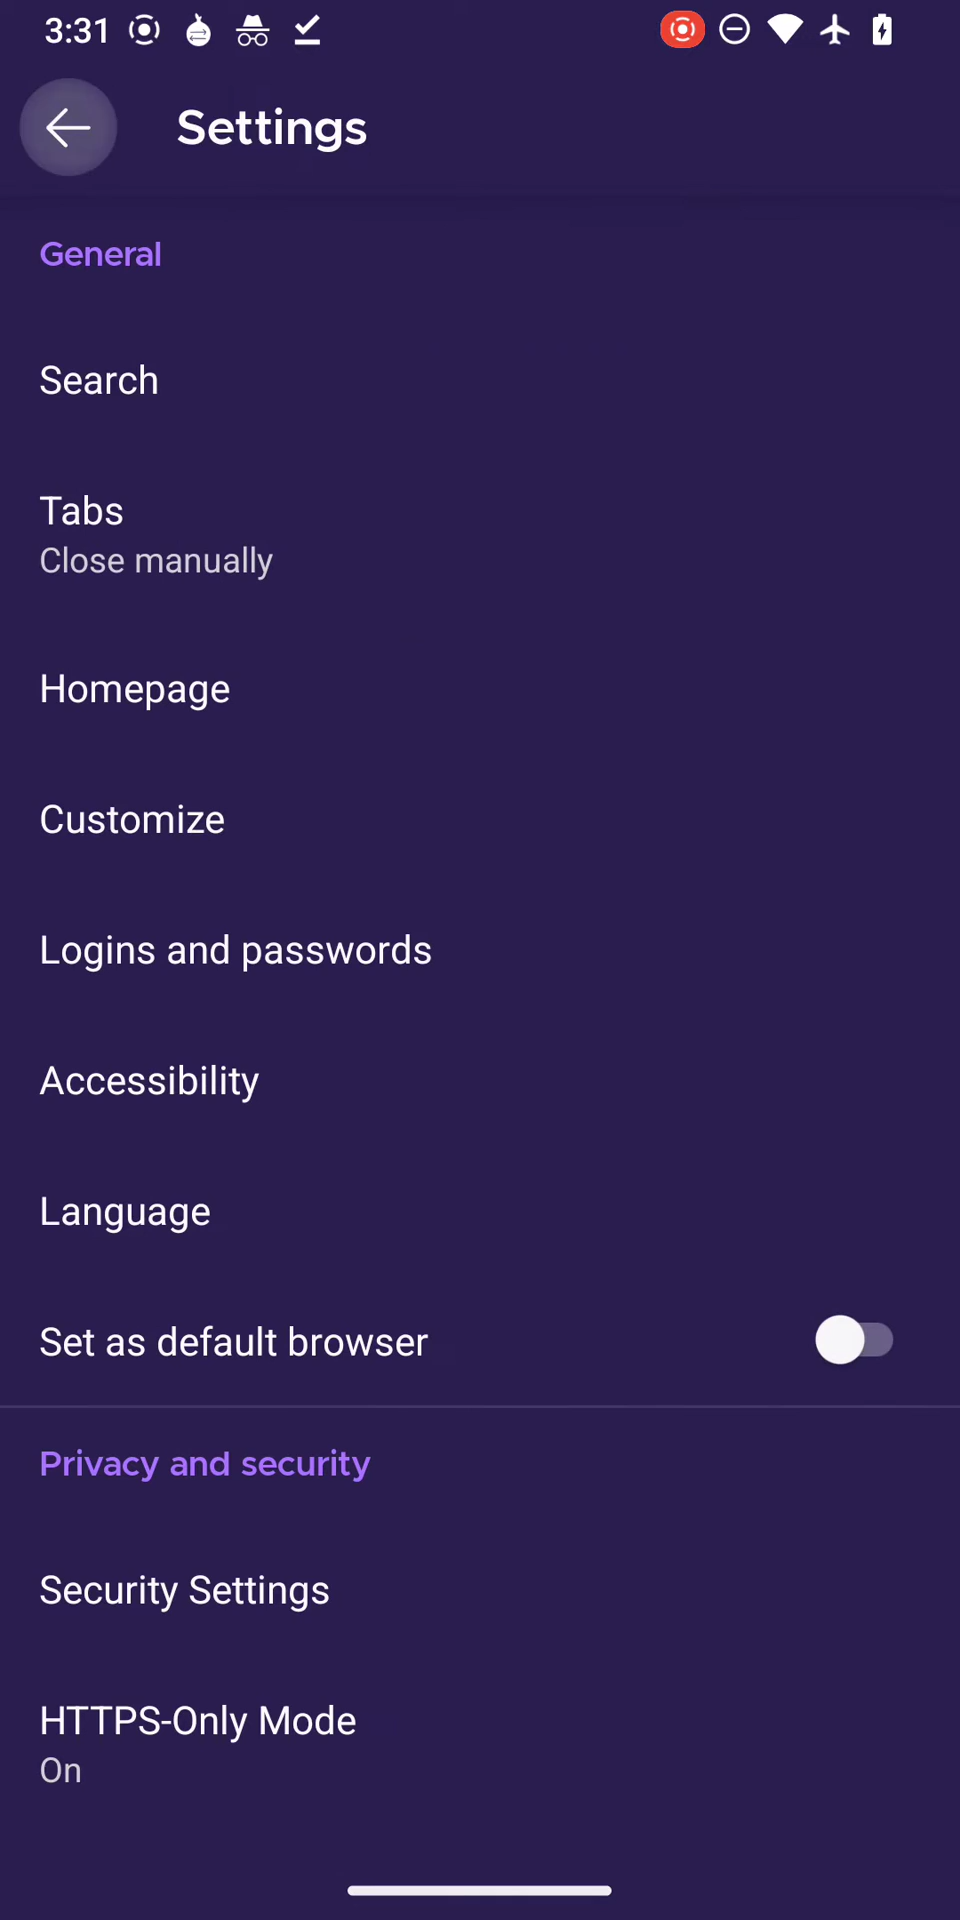 3:31
Settings
General
Search
Tabs
Close manually
Homepage
Customize
Logins and passwords
Accessibility
Language
Set as default browser
Privacy and security
Security Settings
HTTPS-Only Mode
On